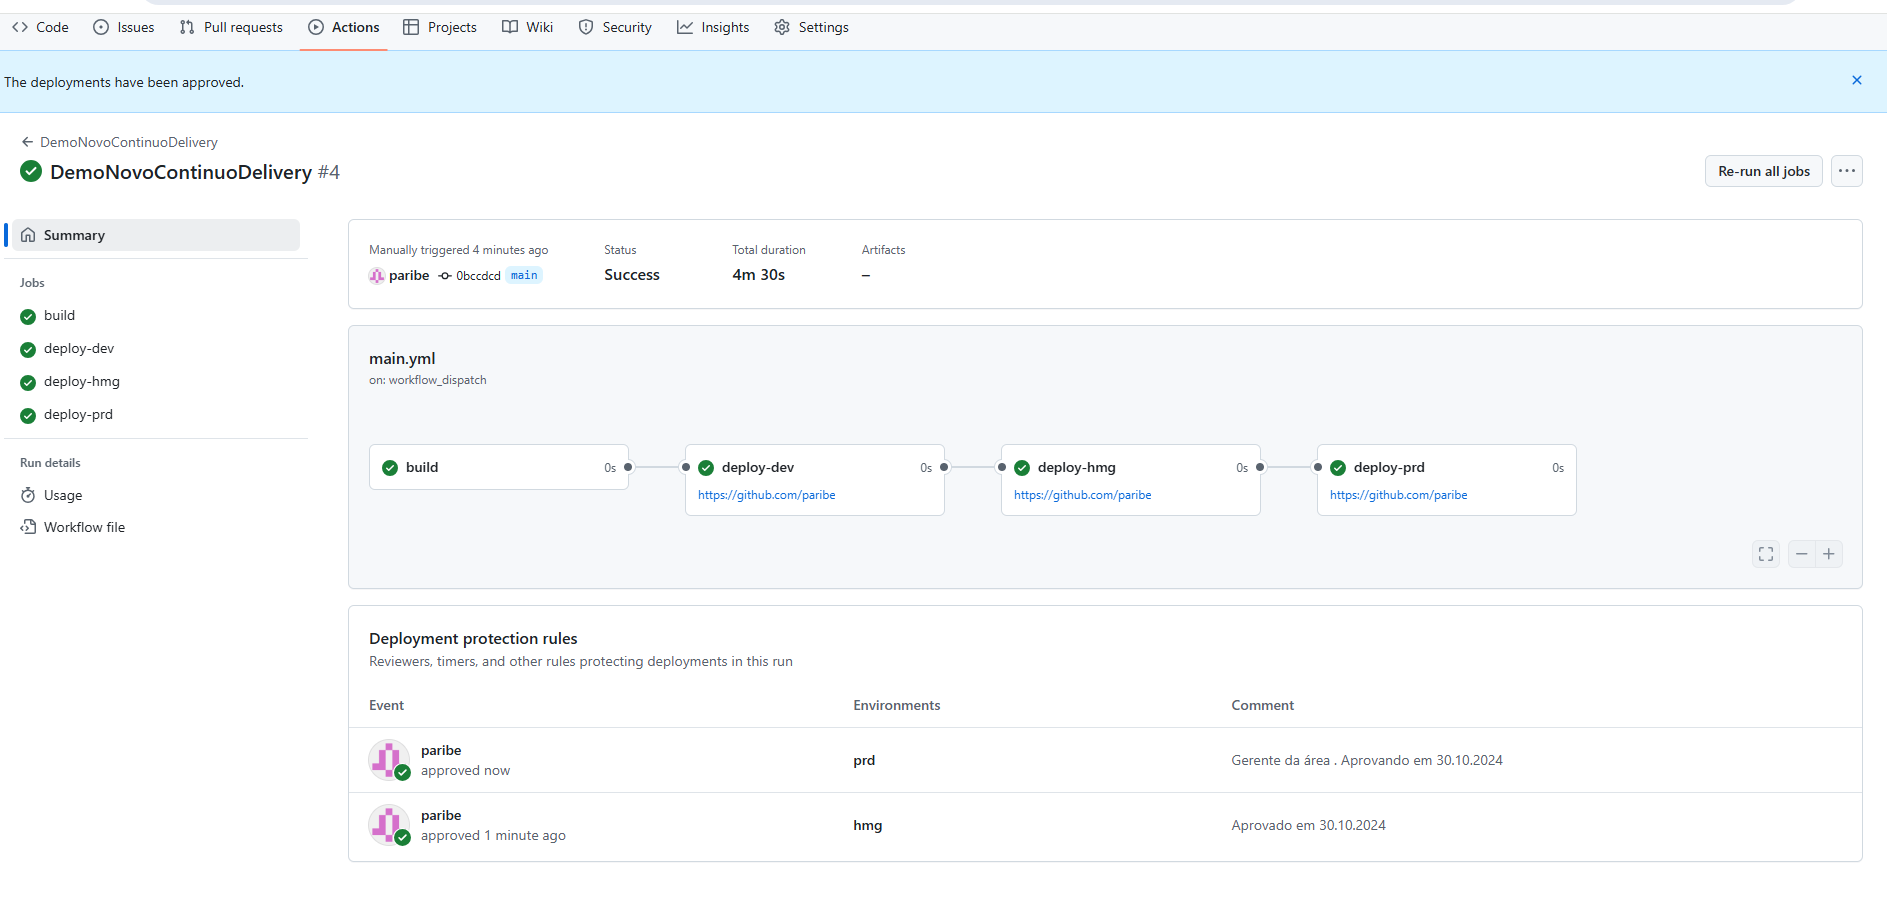 Code Issues Pull requests Actions Projects Wiki Security Insights Settings
The deployments have been approved.
DemoNovoContinuoDelivery
DemoNovoContinuoDelivery #4
Re-run all jobs
Summary
Jobs
build
deploy-dev
deploy-hmg
deploy-prd
Run details
Usage
Workflow file
Manually triggered 4 minutes ago Status Total duration Artifacts
paribe 0bccdcd main Success 4m 30s –
main.yml
on: workflow_dispatch
build 0s deploy-dev 0s deploy-hmg 0s deploy-prd 0s
https://github.com/paribe https://github.com/paribe https://github.com/paribe
Deployment protection rules
Reviewers, timers, and other rules protecting deployments in this run
Event Environments Comment
paribe
approved now prd Gerente da área . Aprovando em 30.10.2024
paribe
approved 1 minute ago hmg Aprovado em 30.10.2024